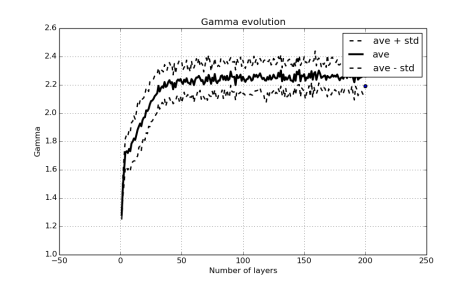 Gamma evolution
2.6
2.4
2.2
2.0
1.8
1.6
1.4
1.2
1.0
Gamma
ave + std
ave
ave - std
−50
0
50
100
150
200
250
Number of layers